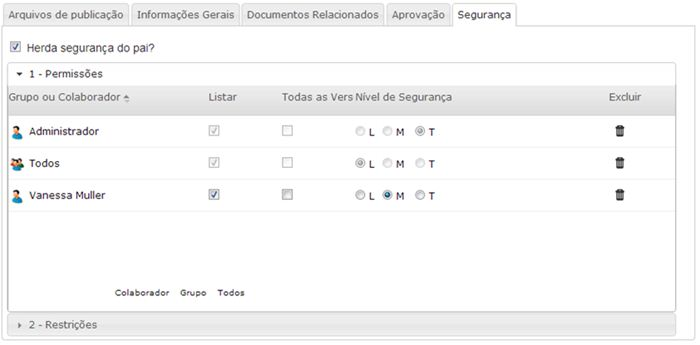 Arquivos de publicação Informações Gerais Documentos Relacionados Aprovação Segurança
Herda segurança do pai?
1 - Permissões
Grupo ou Colaborador Listar Todas as Vers Nível de Segurança Excluir
Administrador L M T
Todos L M T
Vanessa Muller L M T
Colaborador Grupo Todos
2 - Restrições